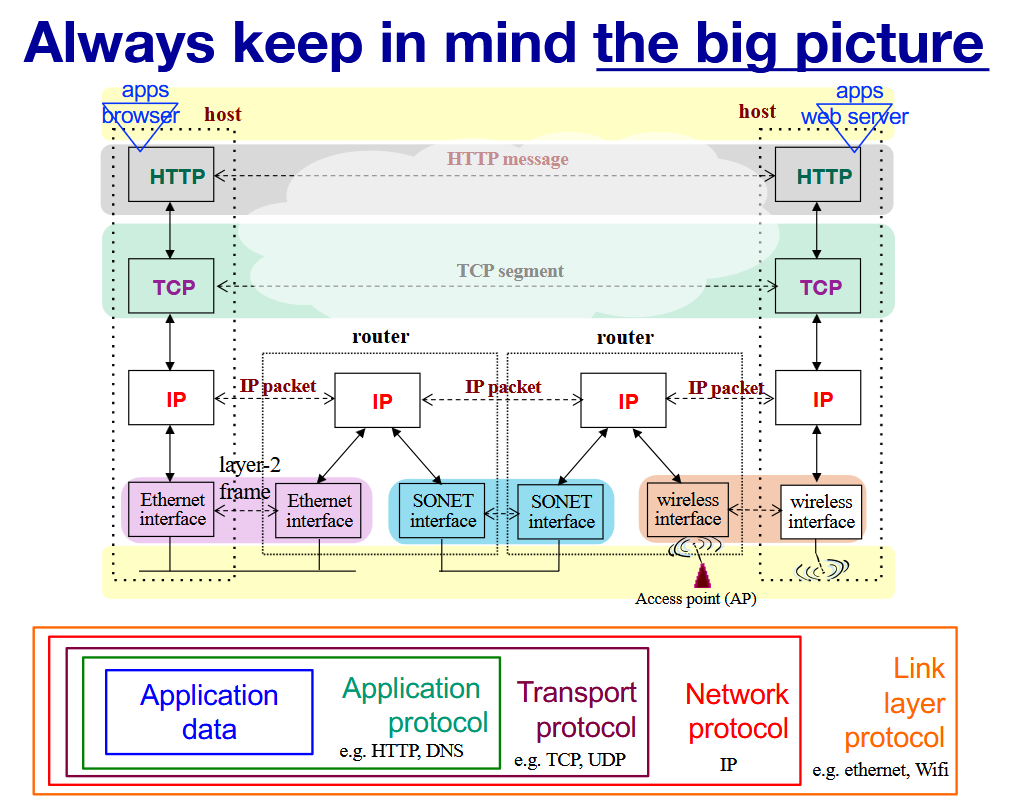 Always keep in mind the big picture
apps
browser
host
host
apps
web server
HTTP
HTTP message
HTTP
TCP
TCP segment
TCP
router
router
IP
IP packet
IP
IP packet
IP
IP packet
IP
layer-2
frame
Ethernet
interface
Ethernet
interface
SONET
interface
SONET
interface
wireless
interface
wireless
interface
Access point (AP)
Application
data
Application
protocol
e.g. HTTP, DNS
Transport
protocol
e.g. TCP, UDP
Network
protocol
IP
Link
layer
protocol
e.g. ethernet, Wifi